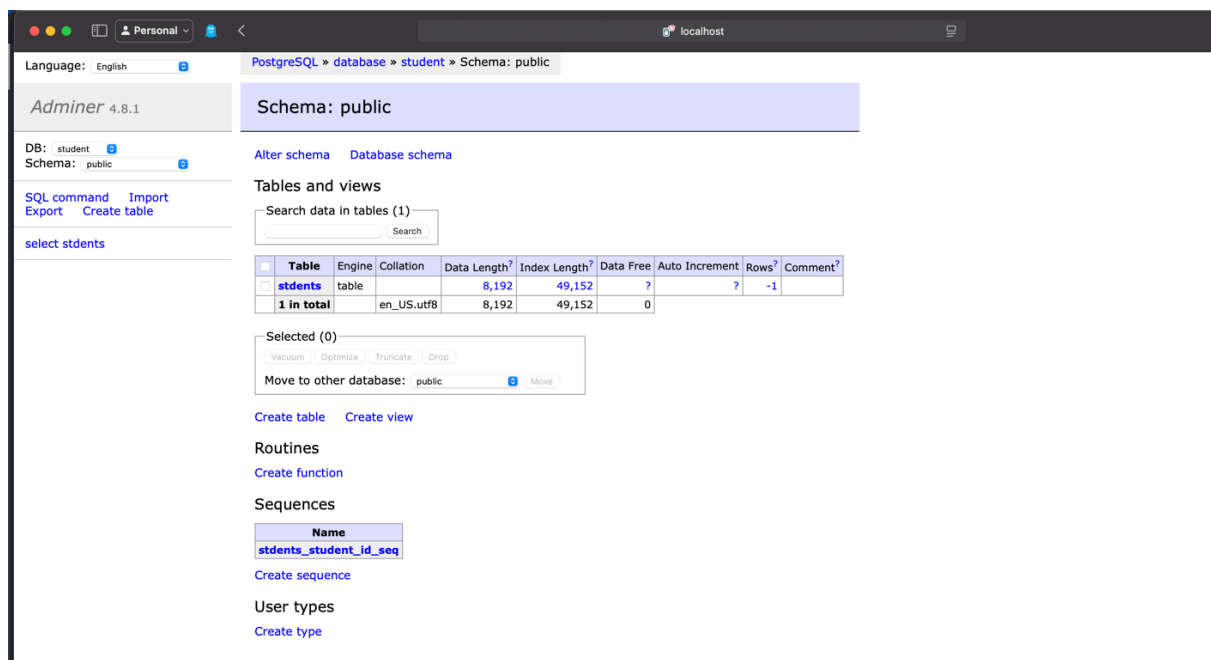 Personal
localhost
Language: English
PostgreSQL » database » student » Schema: public
Adminer 4.8.1
Schema: public
DB: student
Schema: public
Alter schema Database schema
SQL command Import
Export Create table
select stdents
Tables and views
Search data in tables (1)
Search
Table Engine Collation Data Length? Index Length? Data Free Auto Increment Rows? Comment?
stdents table 8,192 49,152 ? ? -1
1 in total en_US.utf8 8,192 49,152 0
Selected (0)
Vacuum Optimize Truncate Drop
Move to other database: public Move
Create table Create view
Routines
Create function
Sequences
Name
stdents_student_id_seq
Create sequence
User types
Create type